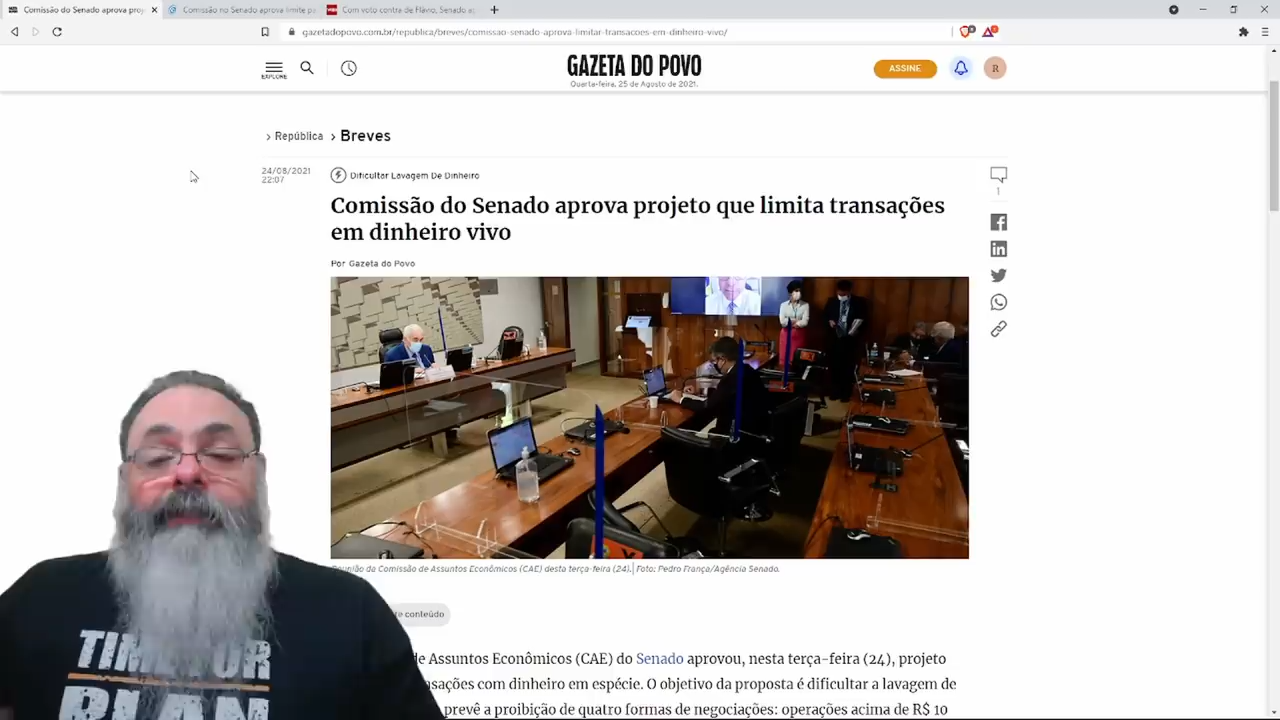 Comissão do Senado aprova proj
Comissão no Senado aprova limite pa
Com voto contra de Flávio, Senado a
gazetadopovo.com.br/republica/breves/comissao-senado-aprova-limitar-transacoes-em-dinheiro-vivo/
EXPLORE
GAZETA DO POVO
Quarta-feira, 25 de Agosto de 2021.
ASSINE
R
República
Breves
24/08/2021
22:07
Dificultar Lavagem De Dinheiro
1
Comissão do Senado aprova projeto que limita transações
em dinheiro vivo
Por Gazeta do Povo
Reunião da Comissão de Assuntos Econômicos (CAE) desta terça-feira (24).| Foto: Pedro França/Agência Senado.
te conteúdo
de Assuntos Econômicos (CAE) do Senado aprovou, nesta terça-feira (24), projeto
nsações com dinheiro em espécie. O objetivo da proposta é dificultar a lavagem de
prevê a proibição de quatro formas de negociações: operações acima de R$ 10